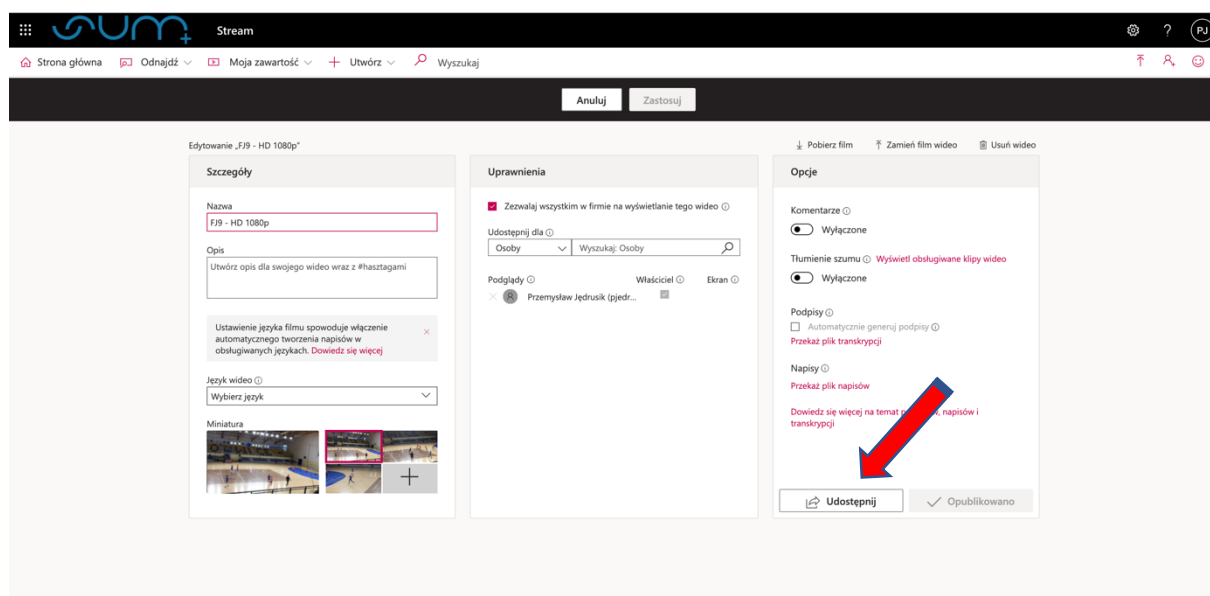 sum+ Stream ? PJ
Strona główna Odnajdź Moja zawartość Utwórz Wyszukaj
Anuluj Zastosuj
Edytowanie „FJ9 - HD 1080p"
Pobierz film Zamień film wideo Usuń wideo
Szczegóły
Nazwa
FJ9 - HD 1080p
Opis
Utwórz opis dla swojego wideo wraz z #hasztagami
Ustawienie języka filmu spowoduje włączenie
automatycznego tworzenia napisów w
obsługiwanych językach. Dowiedz się więcej
Język wideo
Wybierz język
Miniatura
Uprawnienia
Zezwalaj wszystkim w firmie na wyświetlanie tego wideo
Udostępnij dla
Osoby Wyszukaj: Osoby
Podglądy Właściciel Ekran
Przemysław Jędrusik (pjedr...
Opcje
Komentarze
Wyłączone
Tłumienie szumu Wyświetl obsługiwane klipy wideo
Wyłączone
Podpisy
Automatycznie generuj podpisy
Przekaż plik transkrypcji
Napisy
Przekaż plik napisów
Dowiedz się więcej na temat napisów i
transkrypcji
Udostępnij Opublikowano